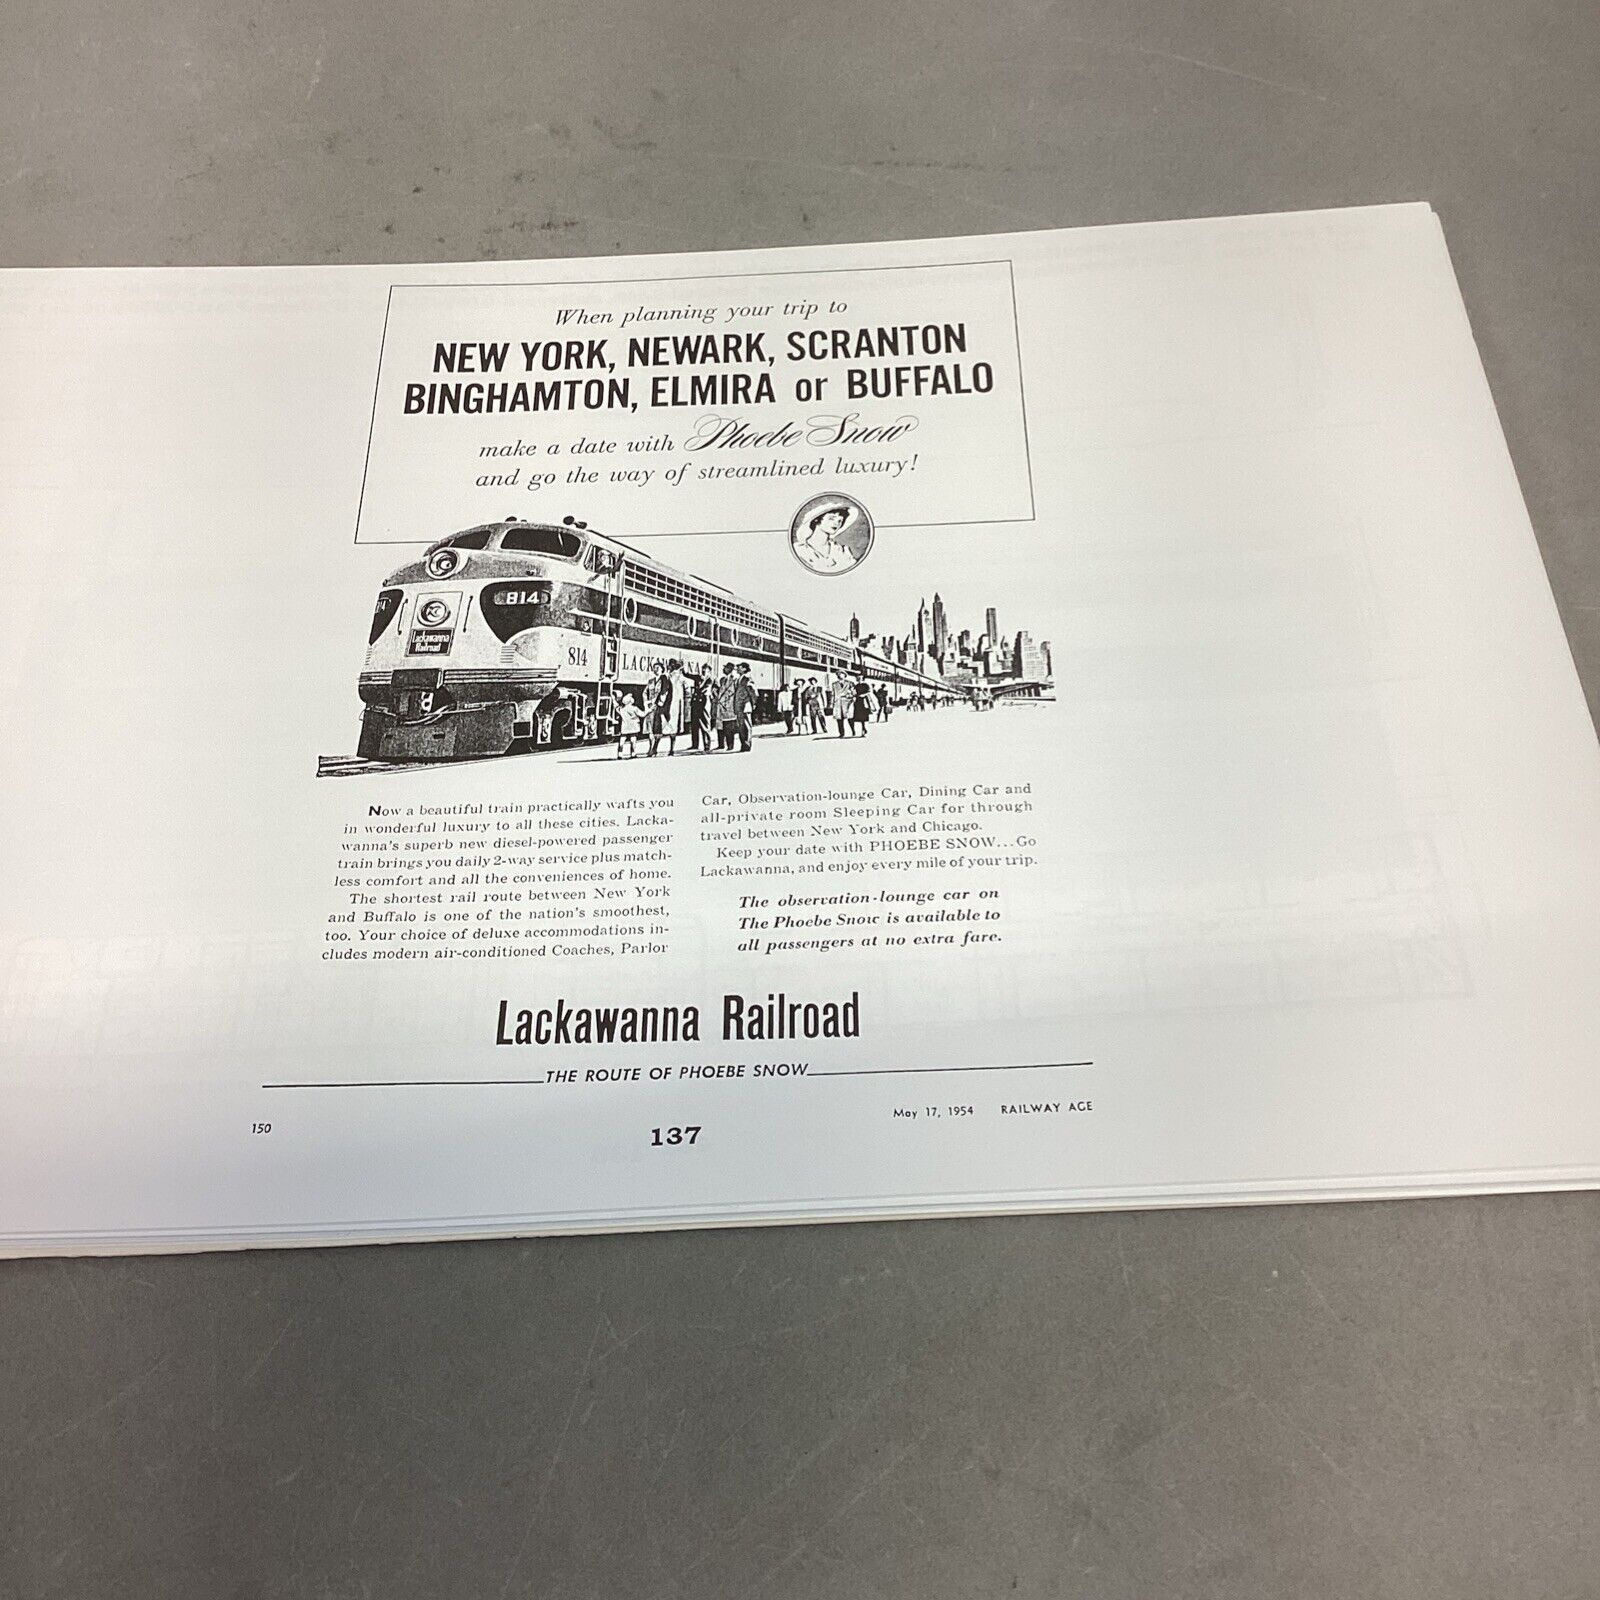 When planning your trip to
NEW YORK, NEWARK, SCRANTON
BINGHAMTON, ELMIRA or BUFFALO
make a date with Phoebe Snow
and go the way of streamlined luxury!
814
Lackawanna
Railroad
814
LACKAWANNA
Now a beautiful train practically wafts you
in wonderful luxury to all these cities. Lacka-
wanna's superb new diesel-powered passenger
train brings you daily 2-way service plus match-
less comfort and all the conveniences of home.
The shortest rail route between New York
and Buffalo is one of the nation's smoothest,
too. Your choice of deluxe accommodations in-
cludes modern air-conditioned Coaches, Parlor
Car, Observation-lounge Car, Dining Car and
all-private room Sleeping Car for through
travel between New York and Chicago.
Keep your date with PHOEBE SNOW...Go
Lackawanna, and enjoy every mile of your trip.
The observation-lounge car on
The Phoebe Snow is available to
all passengers at no extra fare.
Lackawanna Railroad
THE ROUTE OF PHOEBE SNOW
150
137
May 17, 1954 RAILWAY AGE